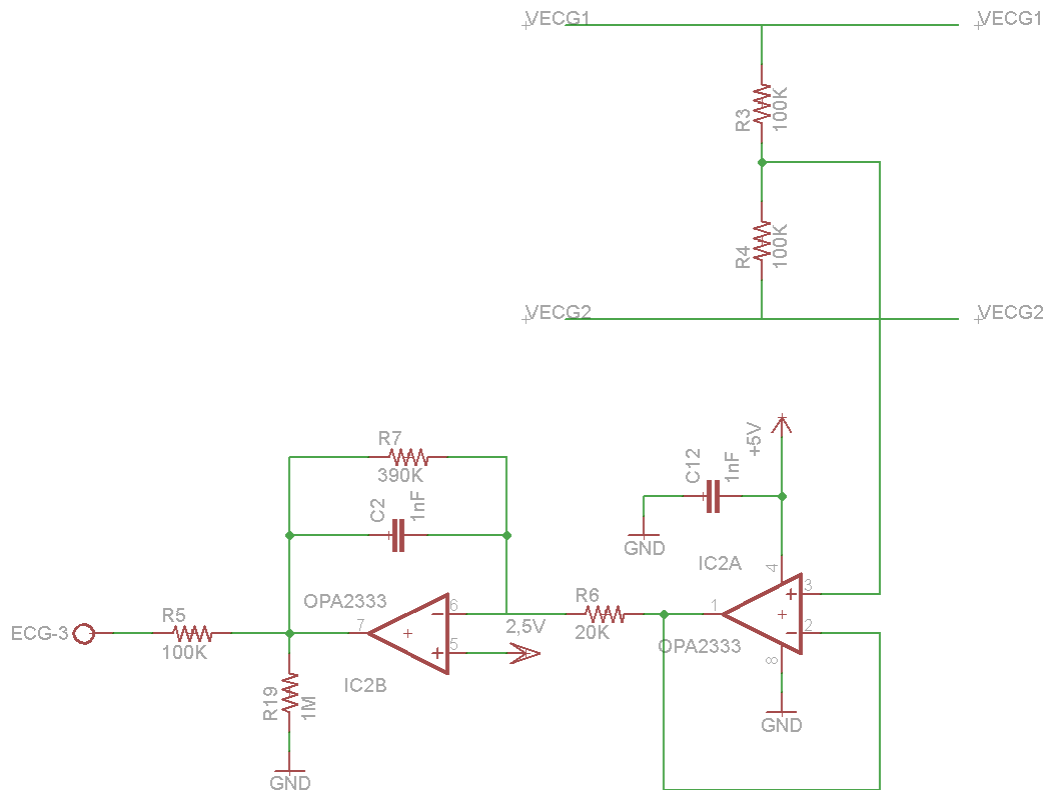 VECG1
VECG1
R3
100K
R4
100K
VECG2
VECG2
R7
390K
C2
1nF
C12
1nF
+5V
GND
IC2A
4
3
+
+
-
2
1
OPA2333
8
GND
R6
20K
2,5V
OPA2333
6
-
+
5
+
7
IC2B
R5
100K
ECG-3
R19
1M
GND